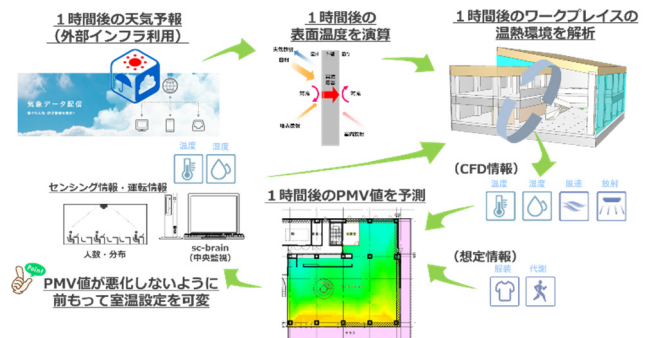 １時間後の天気予報
（外部インフラ利用）
気象データ配信
温度
湿度
１時間後の
表面温度を演算
１時間後のワークプレイスの
温熱環境を解析
（CFD情報）
温度
湿度
風速
放射
センシング情報・運転情報
人数・分布
sc-brain
（中央監視）
１時間後のPMV値を予測
（想定情報）
服装
代謝
Point
PMV値が悪化しないように
前もって室温設定を可変